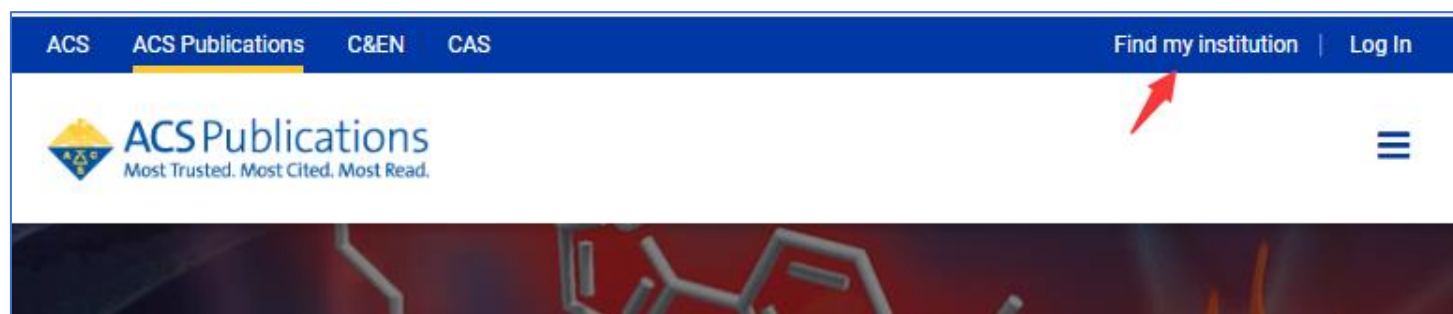 ACS ACS Publications C&EN CAS Find my institution | Log In
ACS Publications
Most Trusted. Most Cited. Most Read.
A C S